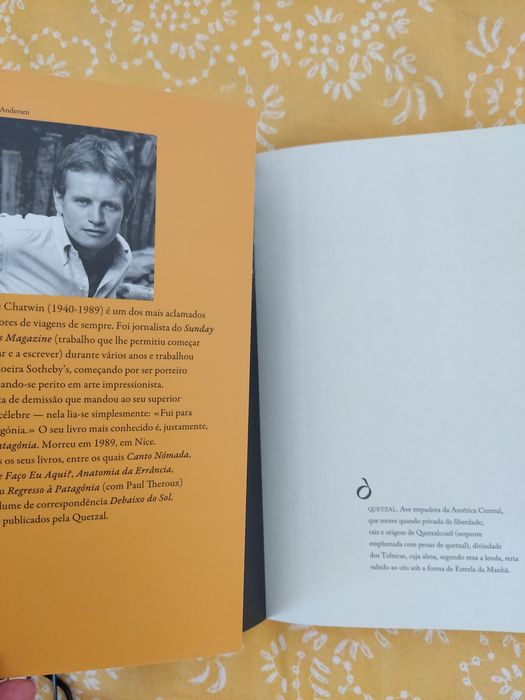 Andersen
Chatwin (1940-1989) é um dos mais aclamados
ores de viagens de sempre. Foi jornalista do Sunday
s Magazine (trabalho que lhe permitiu começar
ar e a escrever) durante vários anos e trabalhou
loeira Sotheby's, começando por ser porteiro
ando-se perito em arte impressionista.
ta de demissão que mandou ao seu superior
célebre — nela lia-se simplesmente: «Fui para
gónia.» O seu livro mais conhecido é, justamente,
atagónia. Morreu em 1989, em Nice.
s os seus livros, entre os quais Canto Nómada,
e Faço Eu Aqui?, Anatomia da Errância,
u Regresso à Patagónia (com Paul Theroux)
lume de correspondência Debaixo do Sol,
publicados pela Quetzal.
QUETZAL. Ave trepadora da América Central,
que morre quando privada de liberdade;
raiz e origem de Quetzalcoatl (serpente
emplumada com penas de quetzal), divindade
dos Toltecas, cuja alma, segundo reza a lenda, teria
subido ao céu sob a forma de Estrela da Manhã.